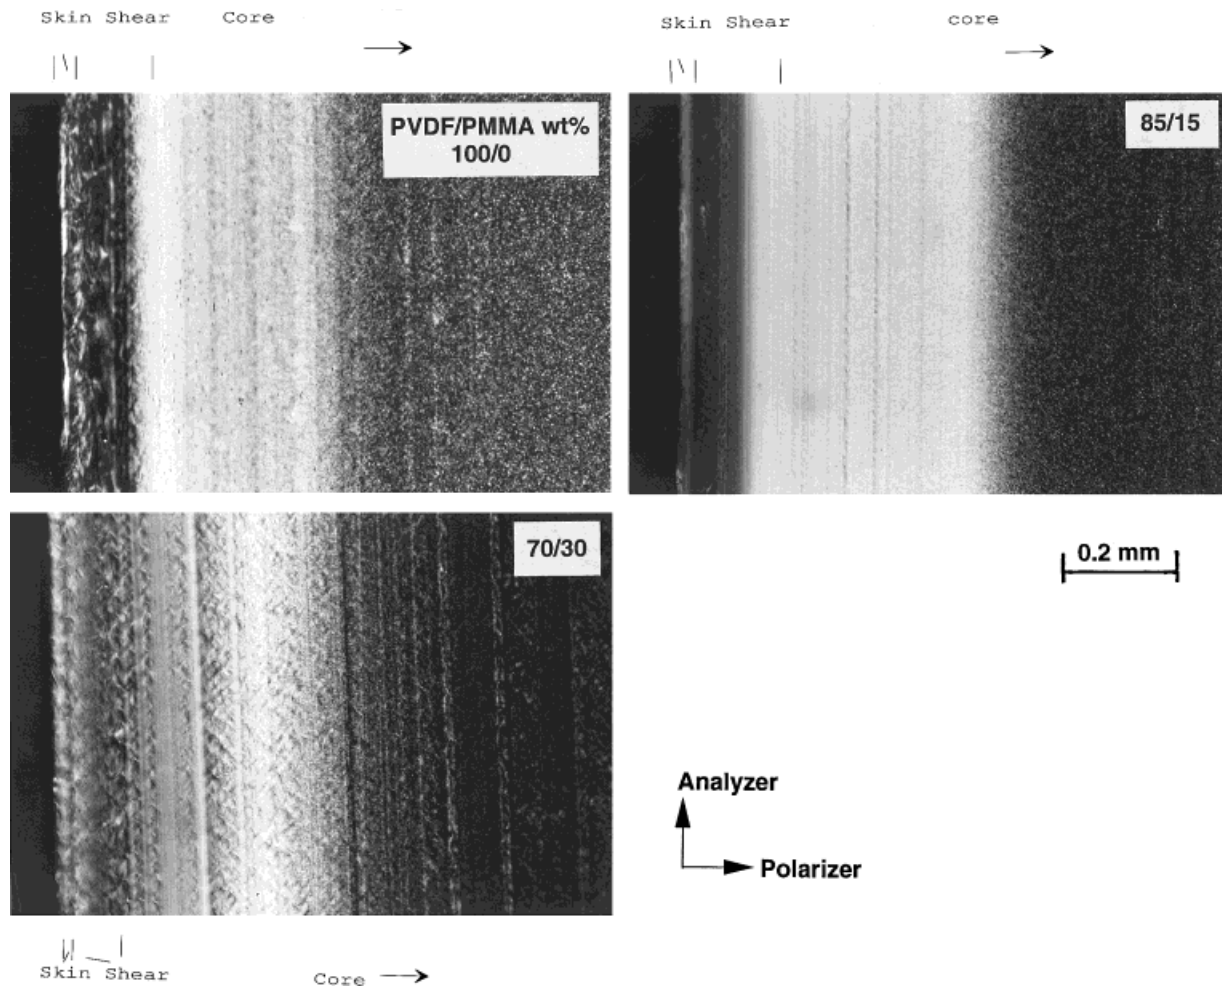 Skin Shear Core
Skin Shear core
PVDF/PMMA wt%
100/0
85/15
70/30
0.2 mm
Analyzer
Polarizer
Skin Shear Core